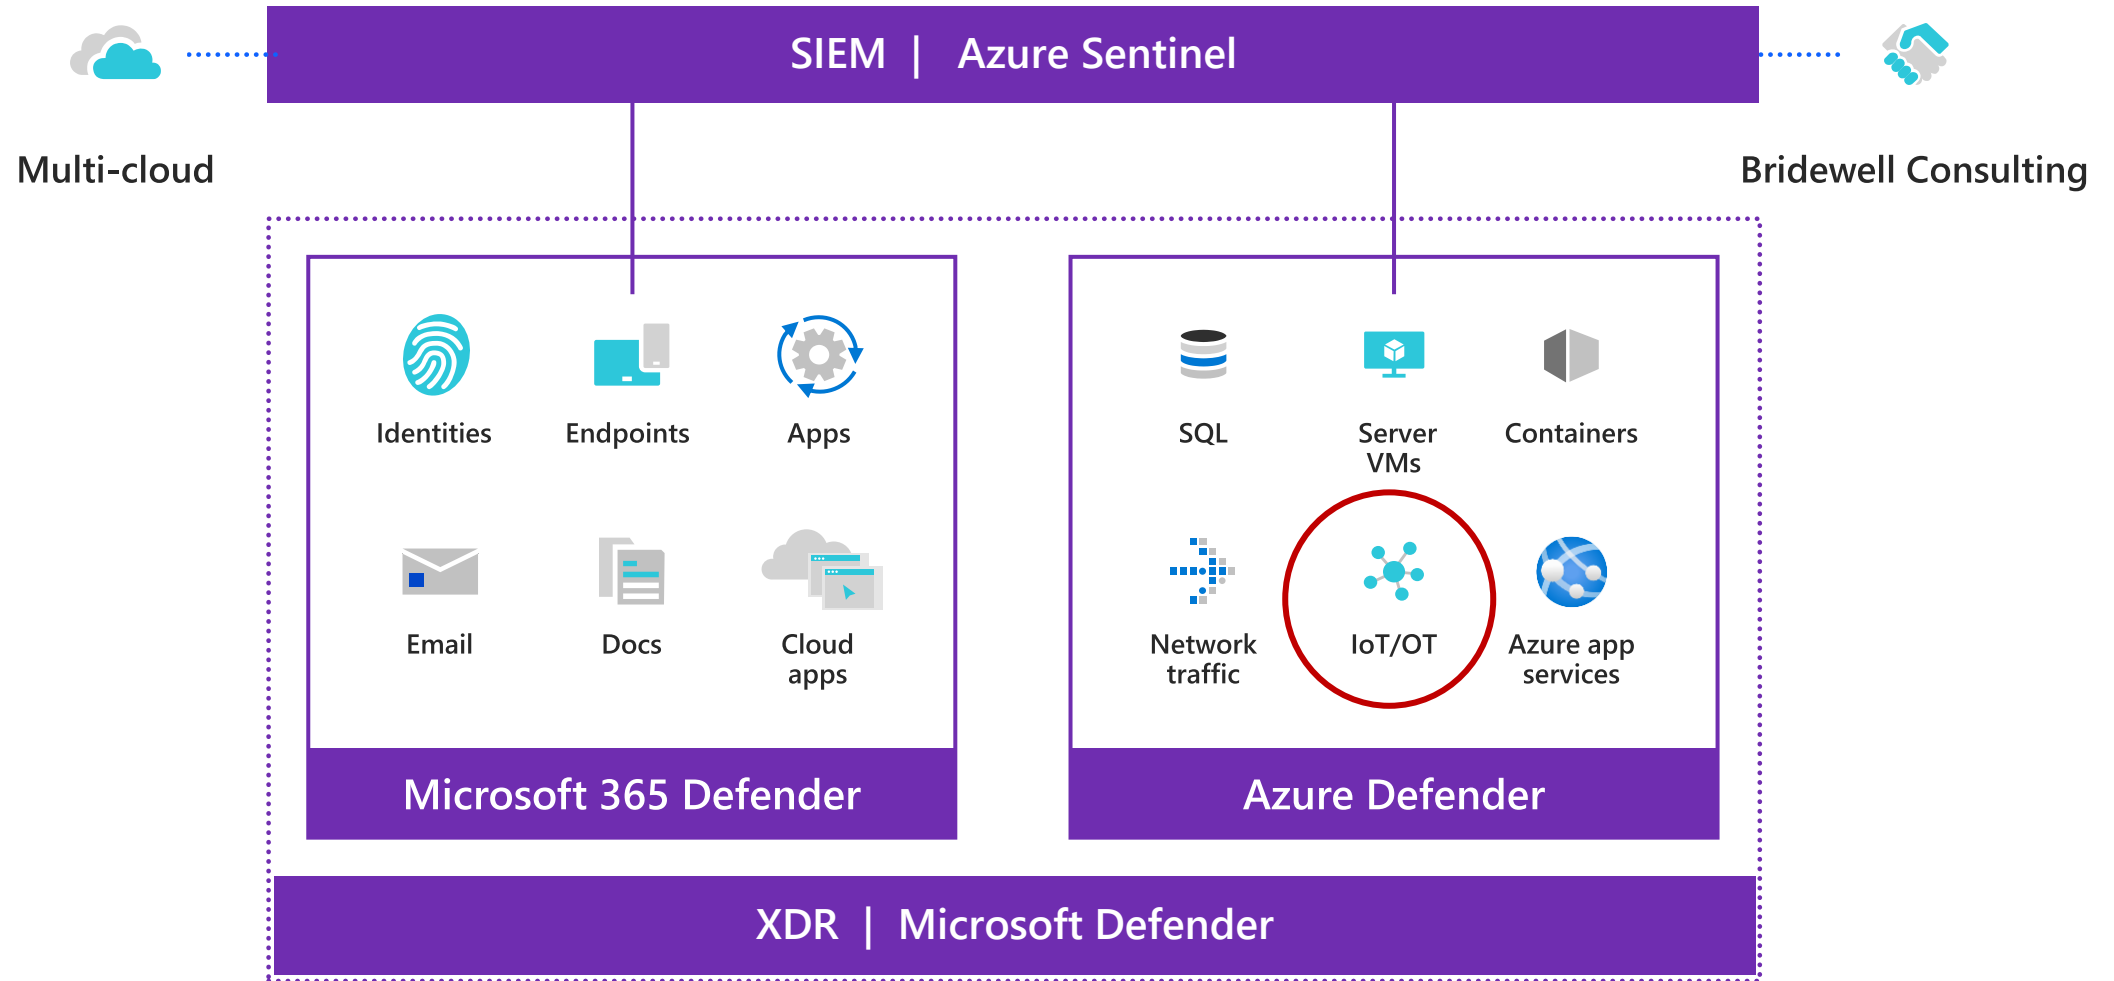 SIEM | Azure Sentinel
Multi-cloud
Bridewell Consulting
Identities
Endpoints
Apps
Email
Docs
Cloud
apps
Microsoft 365 Defender
SQL
Server
VMs
Containers
Network
traffic
IoT/OT
Azure app
services
Azure Defender
XDR | Microsoft Defender